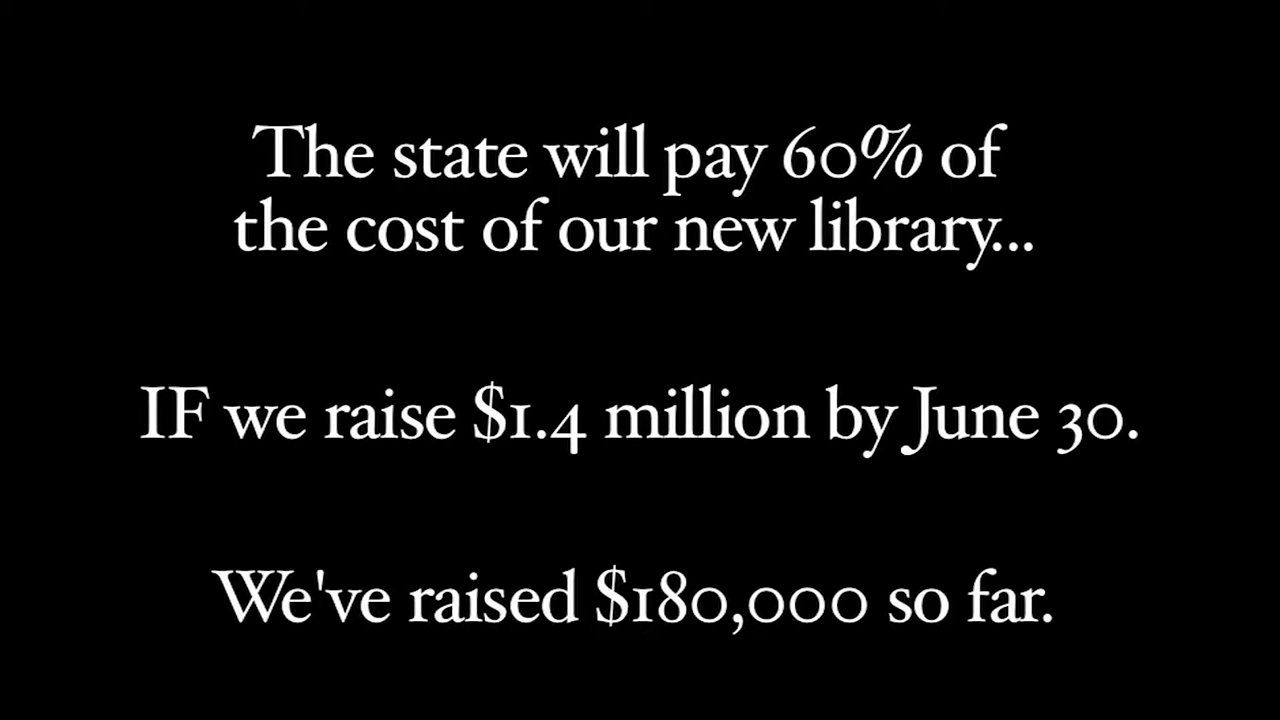 The state will pay 60% of
the cost of our new library...
IF we raise $1.4 million by June 30.
We've raised $180,000 so far.